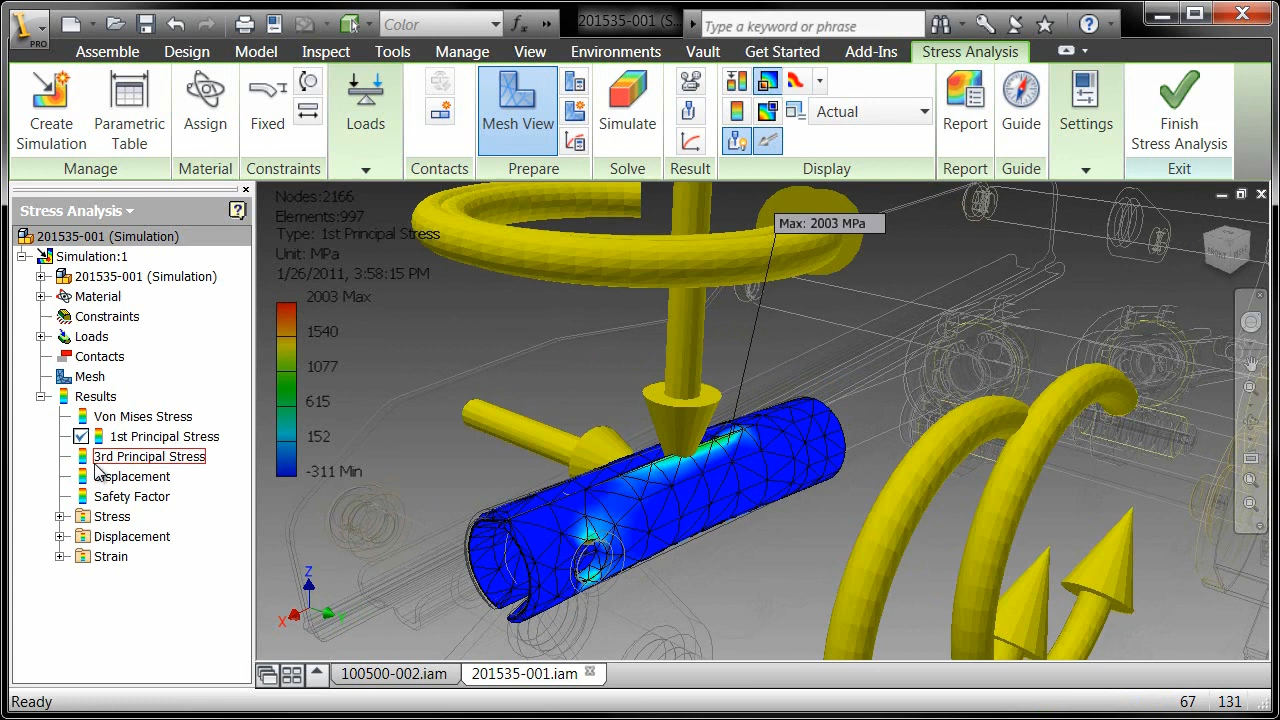 PRO
Color
fx
201535-001 (S...
Type a keyword or phrase
Assemble
Design
Model
Inspect
Tools
Manage
View
Environments
Vault
Get Started
Add-Ins
Stress Analysis
Create
Simulation
Parametric
Table
Manage
Assign
Material
Fixed
Constraints
Loads
Contacts
Mesh View
Prepare
Simulate
Solve
Result
Actual
Display
Report
Report
Guide
Guide
Settings
Finish
Stress Analysis
Exit
Stress Analysis
201535-001 (Simulation)
Simulation:1
201535-001 (Simulation)
Material
Constraints
Loads
Contacts
Mesh
Results
Von Mises Stress
1st Principal Stress
3rd Principal Stress
Displacement
Safety Factor
Stress
Displacement
Strain
Nodes:2166
Elements:997
Type: 1st Principal Stress
Unit: MPa
1/26/2011, 3:58:15 PM
2003 Max
1540
1077
615
152
-311 Min
Max: 2003 MPa
Z
X
Y
100500-002.iam
201535-001.iam
Ready
67
131